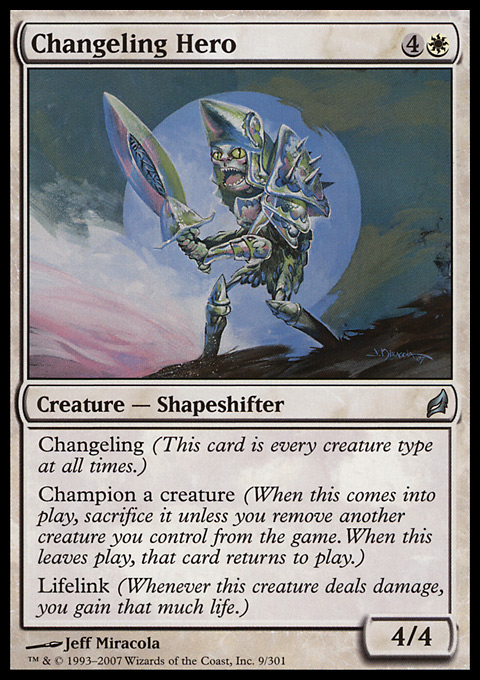 Changeling Hero 4
Creature — Shapeshifter
Changeling (This card is every creature type
at all times.)
Champion a creature (When this comes into
play, sacrifice it unless you remove another
creature you control from the game. When this
leaves play, that card returns to play.)
Lifelink (Whenever this creature deals damage,
you gain that much life.)
4/4
Jeff Miracola
™ & © 1993–2007 Wizards of the Coast, Inc. 9/301